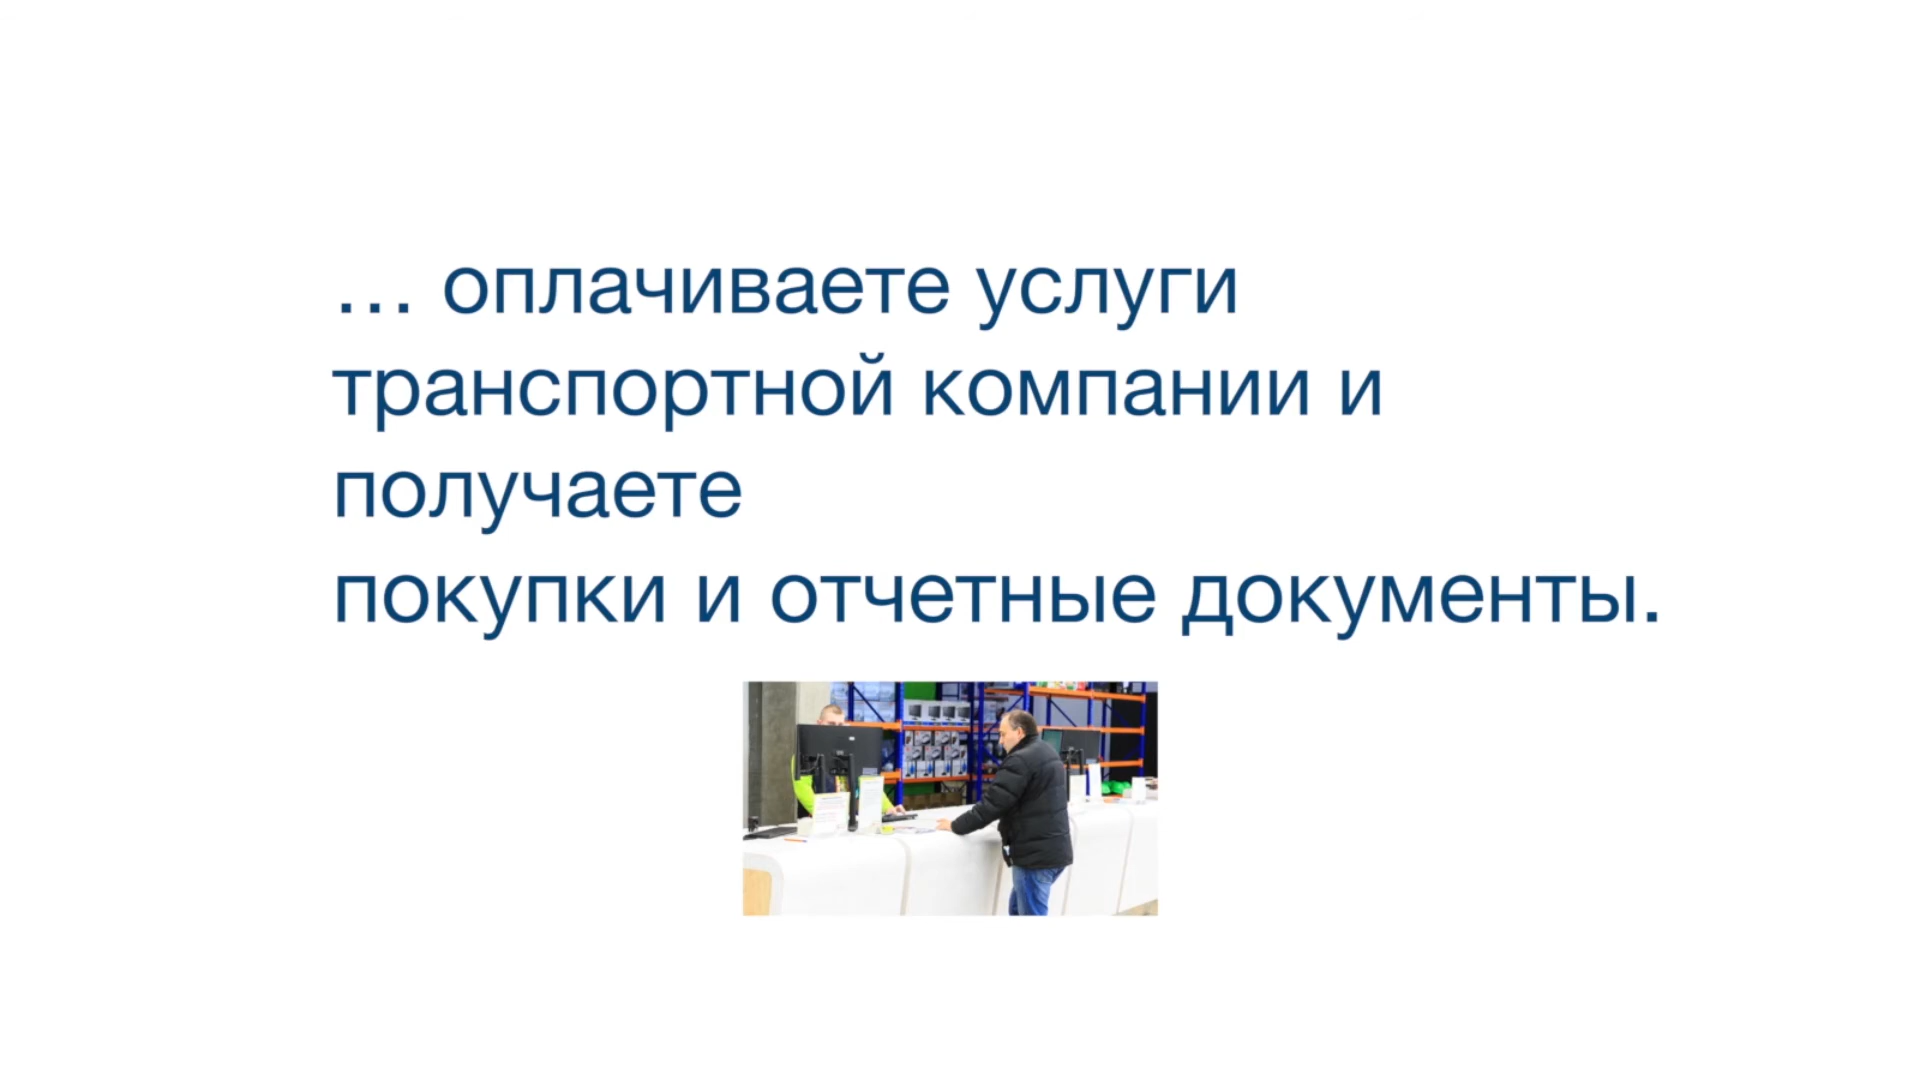 … оплачиваете услуги
транспортной компании и
получаете
покупки и отчетные документы.